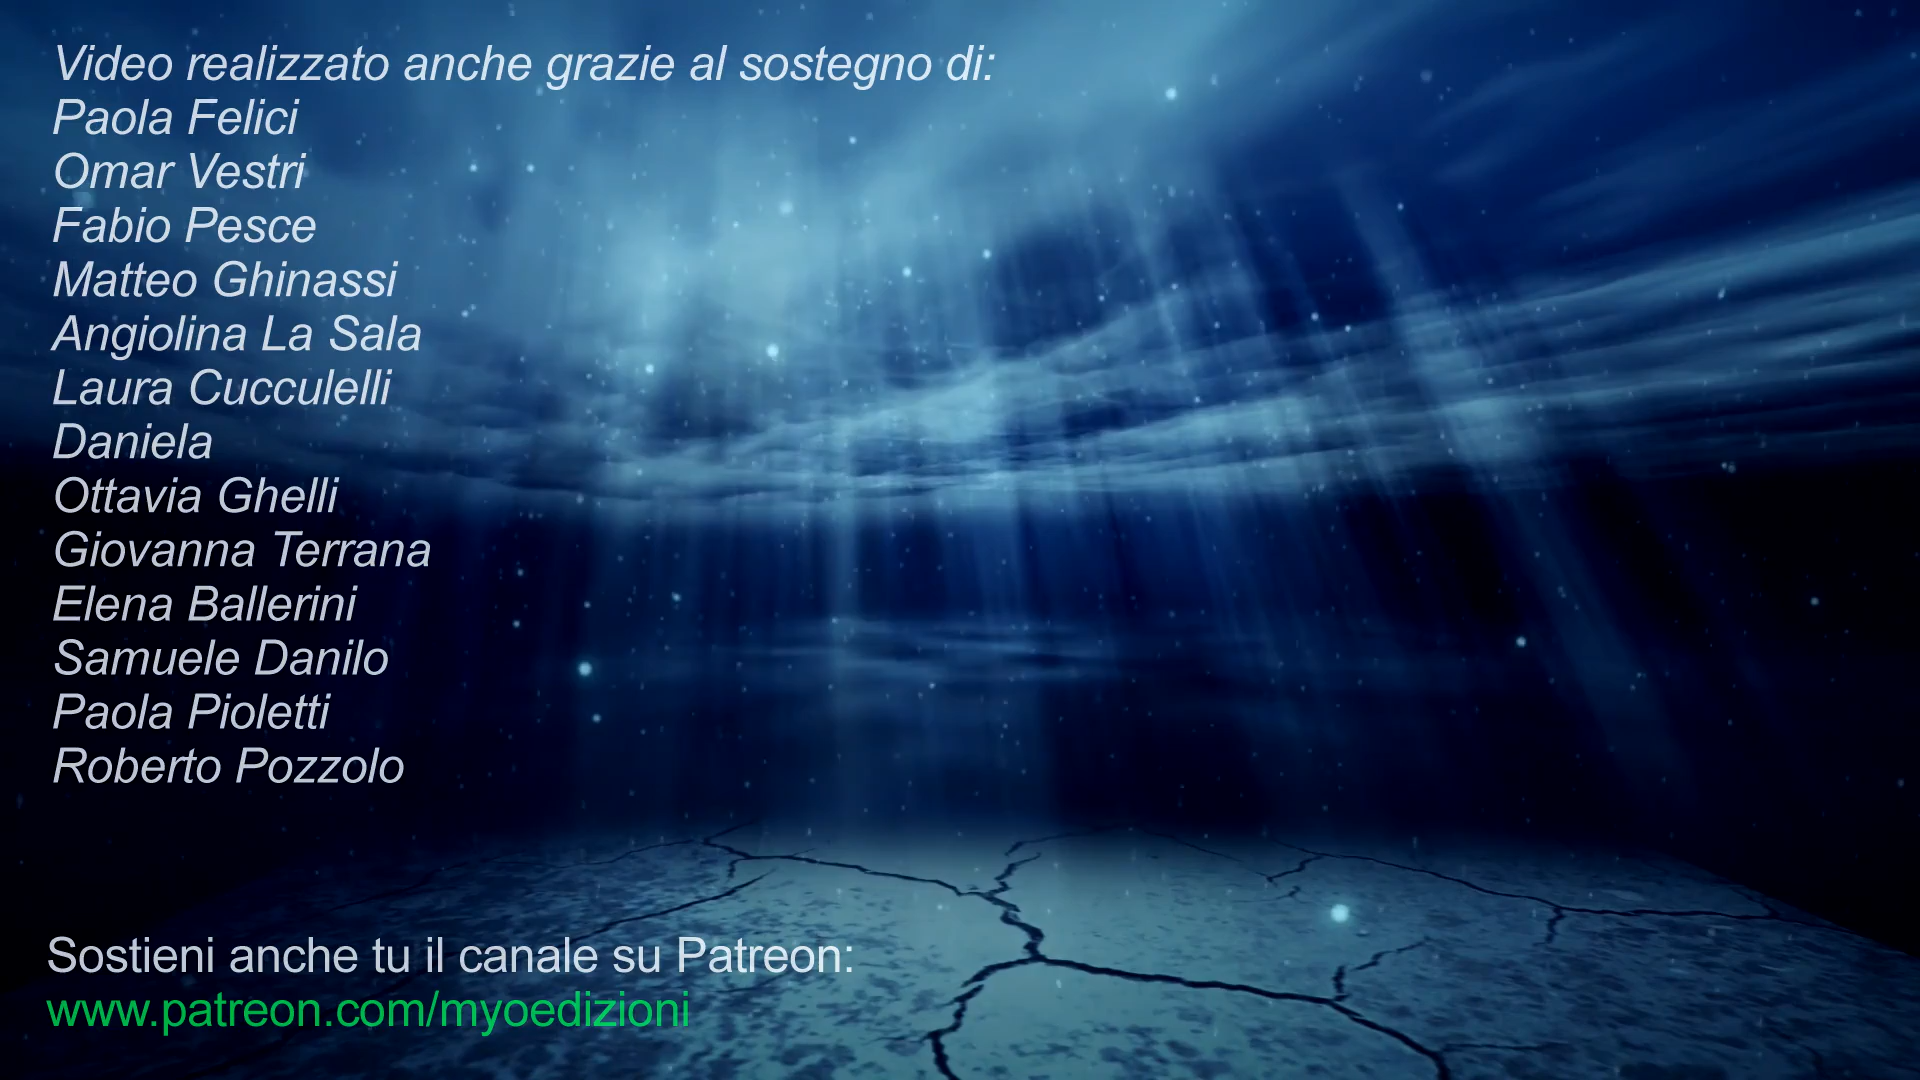 Video realizzato anche grazie al sostegno di:
Paola Felici
Omar Vestri
Fabio Pesce
Matteo Ghinassi
Angiolina La Sala
Laura Cucculelli
Daniela
Ottavia Ghelli
Giovanna Terrana
Elena Ballerini
Samuele Danilo
Paola Pioletti
Roberto Pozzolo
Sostieni anche tu il canale su Patreon:
www.patreon.com/myoedizioni